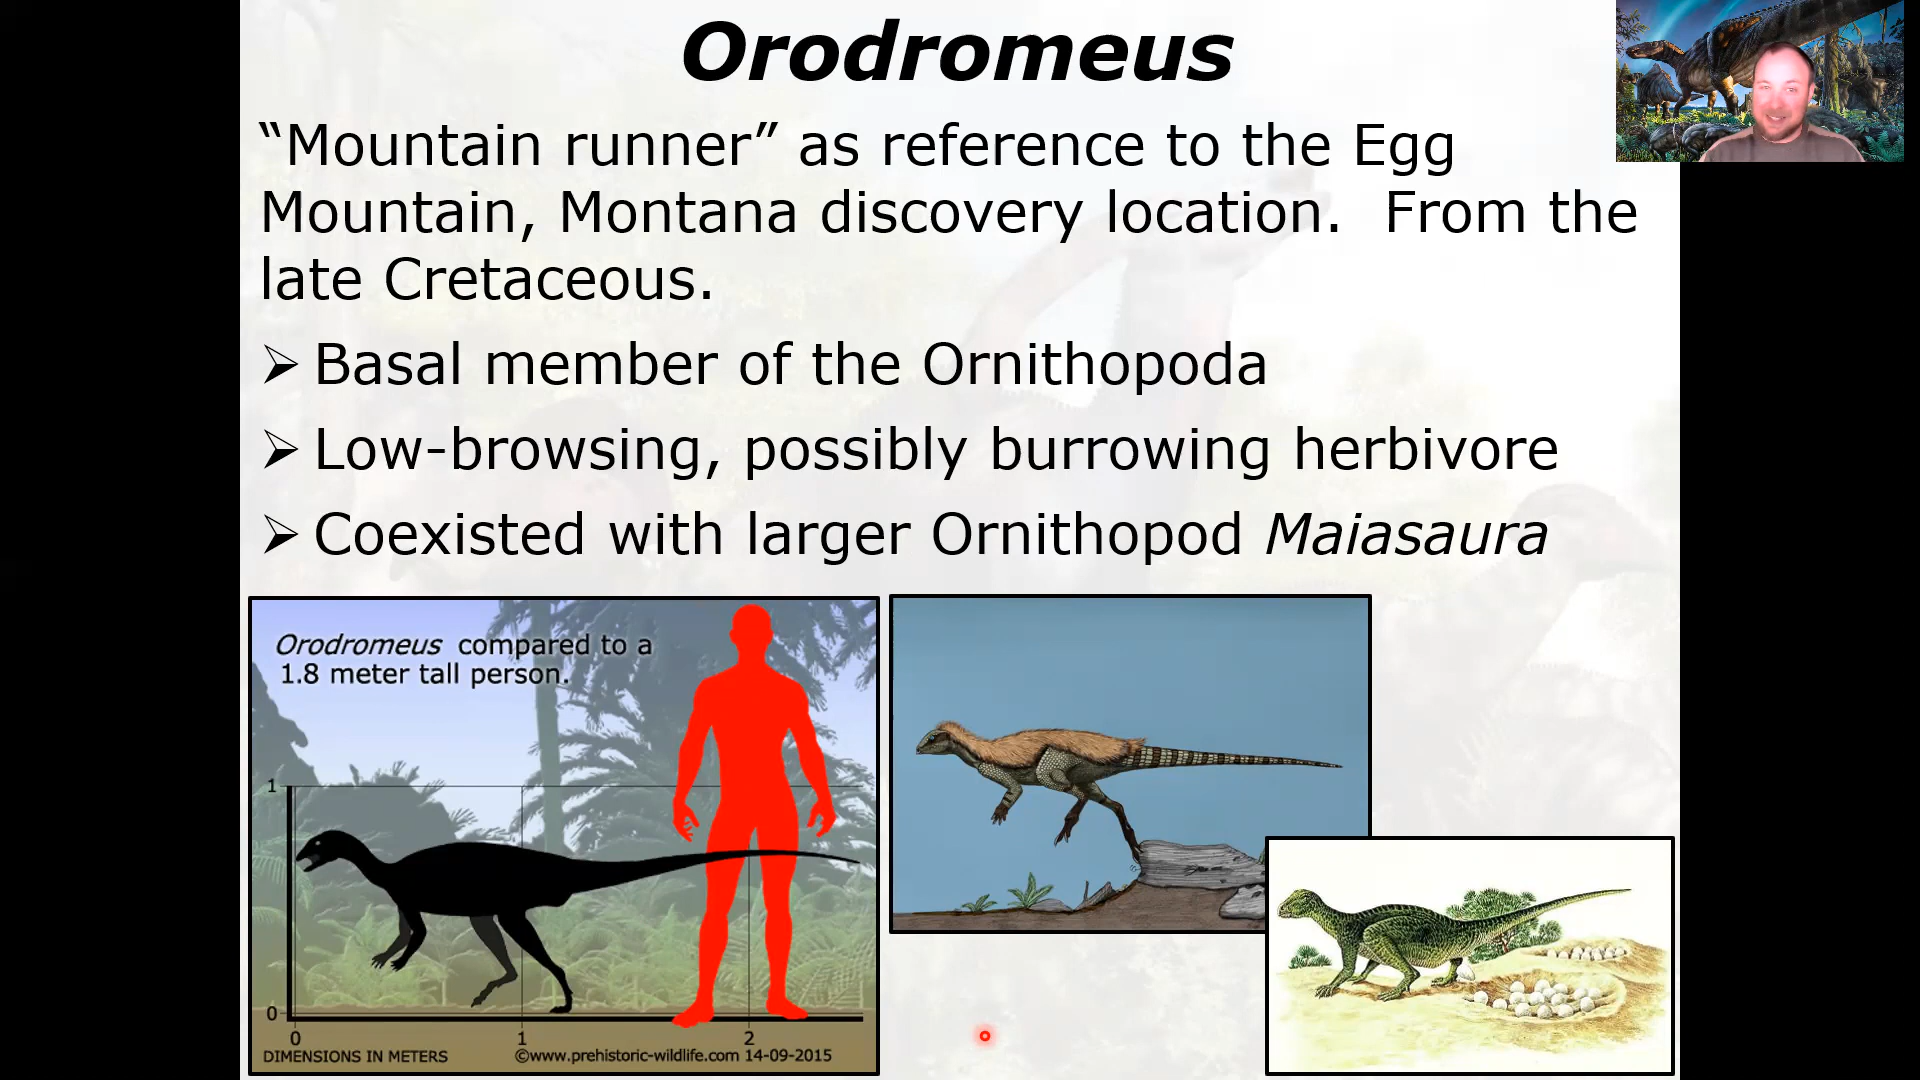 Orodromeus
“Mountain runner” as reference to the Egg
Mountain, Montana discovery location.  From the
late Cretaceous.
➢ Basal member of the Ornithopoda
➢ Low-browsing, possibly burrowing herbivore
➢ Coexisted with larger Ornithopod Maiasaura
Orodromeus compared to a
1.8 meter tall person.
1
0
0 1 2
DIMENSIONS IN METERS ©www.prehistoric-wildlife.com 14-09-2015